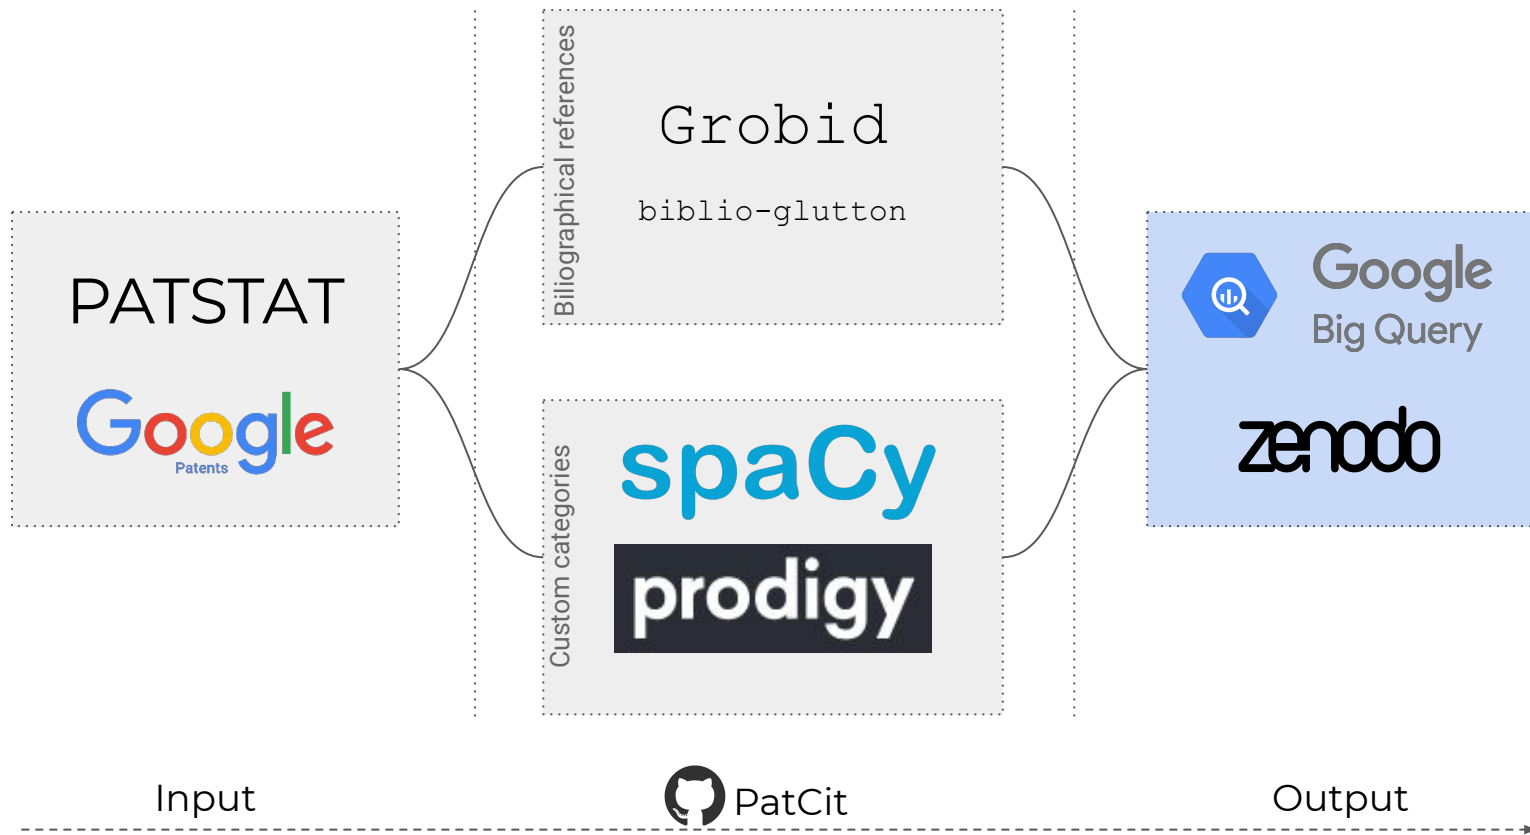 PATSTAT
Google
Patents
Biliographical references
Grobid
biblio-glutton
Custom categories
spaCy
prodigy
Google
Big Query
zenodo
Input
PatCit
Output